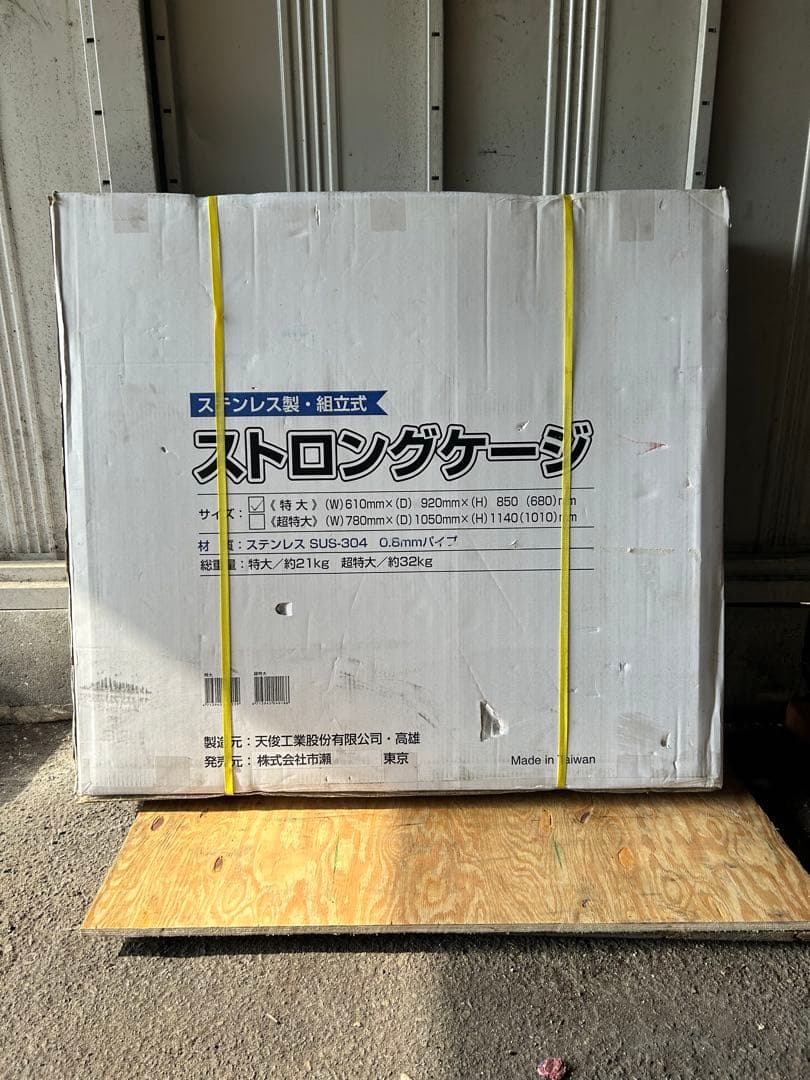 ステンレス製・組立式
ストロングケージ
サイズ：
☑《 特 大 》(W) 610mm×(D) 920mm×(H) 850 (680)mm
☐《超特大》(W) 780mm×(D) 1050mm×(H) 1140(1010)mm
材 質：ステンレス SUS-304 0.6mmパイプ
総重量：特大／約21kg 超特大／約32kg
特大 超特大
製造元：天俊工業股份有限公司・高雄
発売元：株式会社市瀬 東京
Made in Taiwan